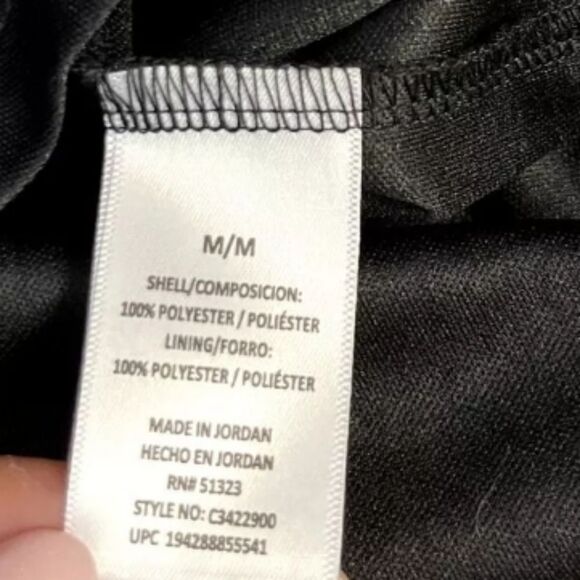 M/M
SHELL/COMPOSICION:
100% POLYESTER / POLIÉSTER
LINING/FORRO:
100% POLYESTER / POLIÉSTER
MADE IN JORDAN
HECHO EN JORDAN
RN# 51323
STYLE NO: C3422900
UPC 194288855541